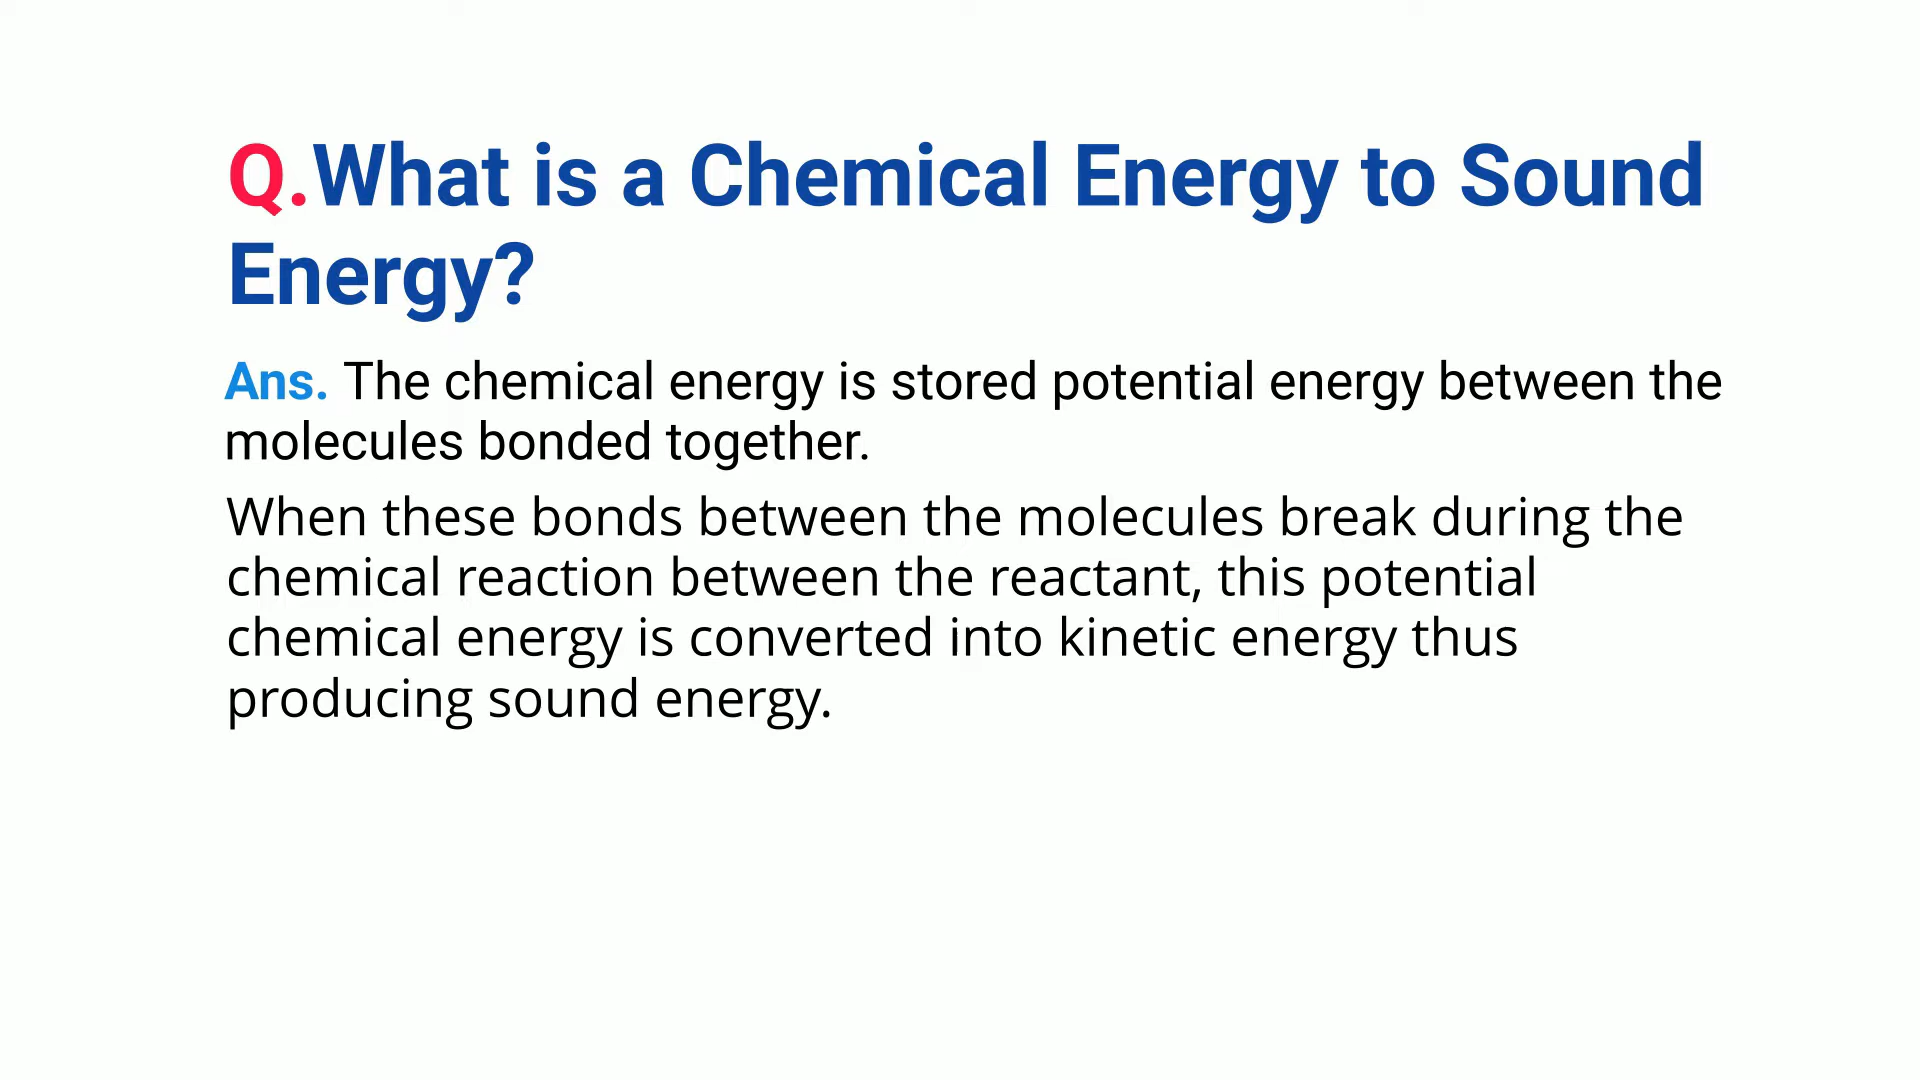 Q.What is a Chemical Energy to Sound
Energy?
Ans. The chemical energy is stored potential energy between the
molecules bonded together.
When these bonds between the molecules break during the
chemical reaction between the reactant, this potential
chemical energy is converted into kinetic energy thus
producing sound energy.